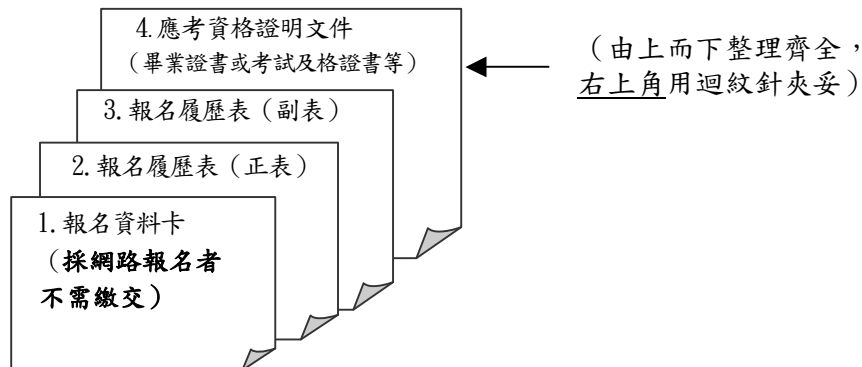 4.應考資格證明文件
（畢業證書或考試及格證書等）
（由上而下整理齊全，
右上角用迴紋針夾妥）
3.報名履歷表（副表）
2.報名履歷表（正表）
1.報名資料卡
（採網路報名者
不需繳交）